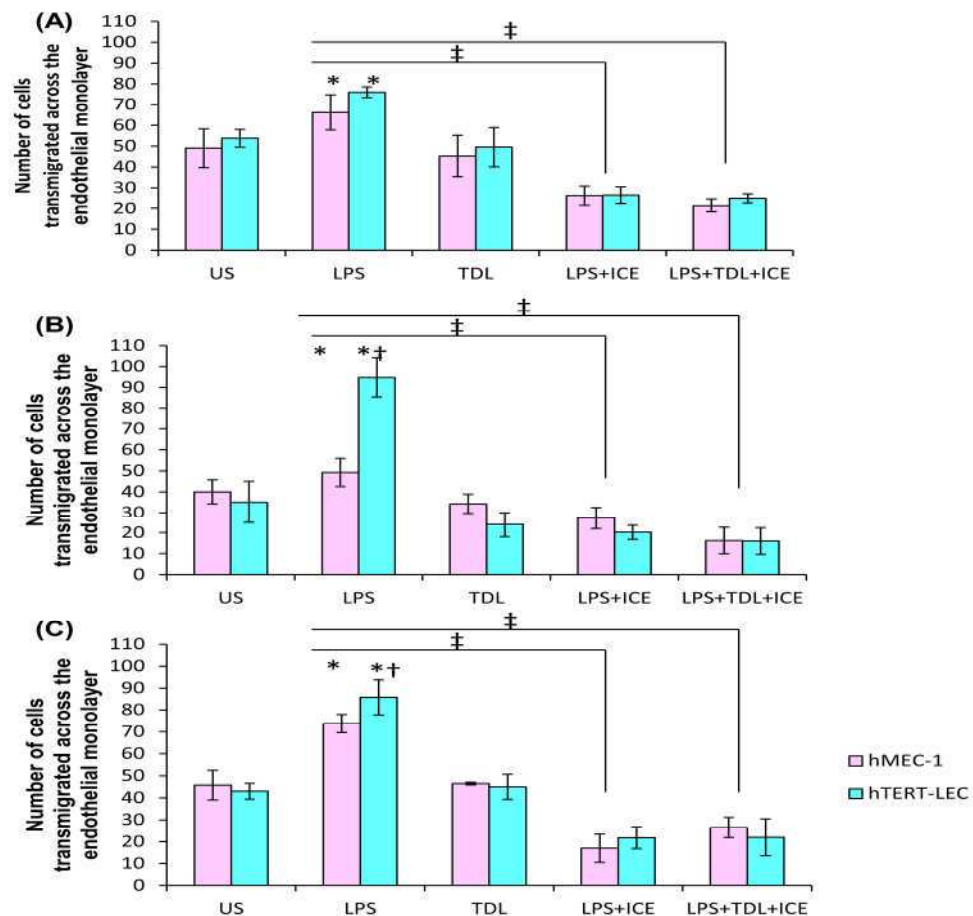 (A)
‡
‡
* *
Number of cells
transmigrated across the
endothelial monolayer
110
100
90
80
70
60
50
40
30
20
10
0
US LPS TDL LPS+ICE LPS+TDL+ICE
(B)
‡
‡
* *†
Number of cells
transmigrated across the
endothelial monolayer
110
100
90
80
70
60
50
40
30
20
10
0
US LPS TDL LPS+ICE LPS+TDL+ICE
(C)
‡
‡
* *†
Number of cells
transmigrated across the
endothelial monolayer
110
100
90
80
70
60
50
40
30
20
10
0
US LPS TDL LPS+ICE LPS+TDL+ICE
hMEC-1
hTERT-LEC